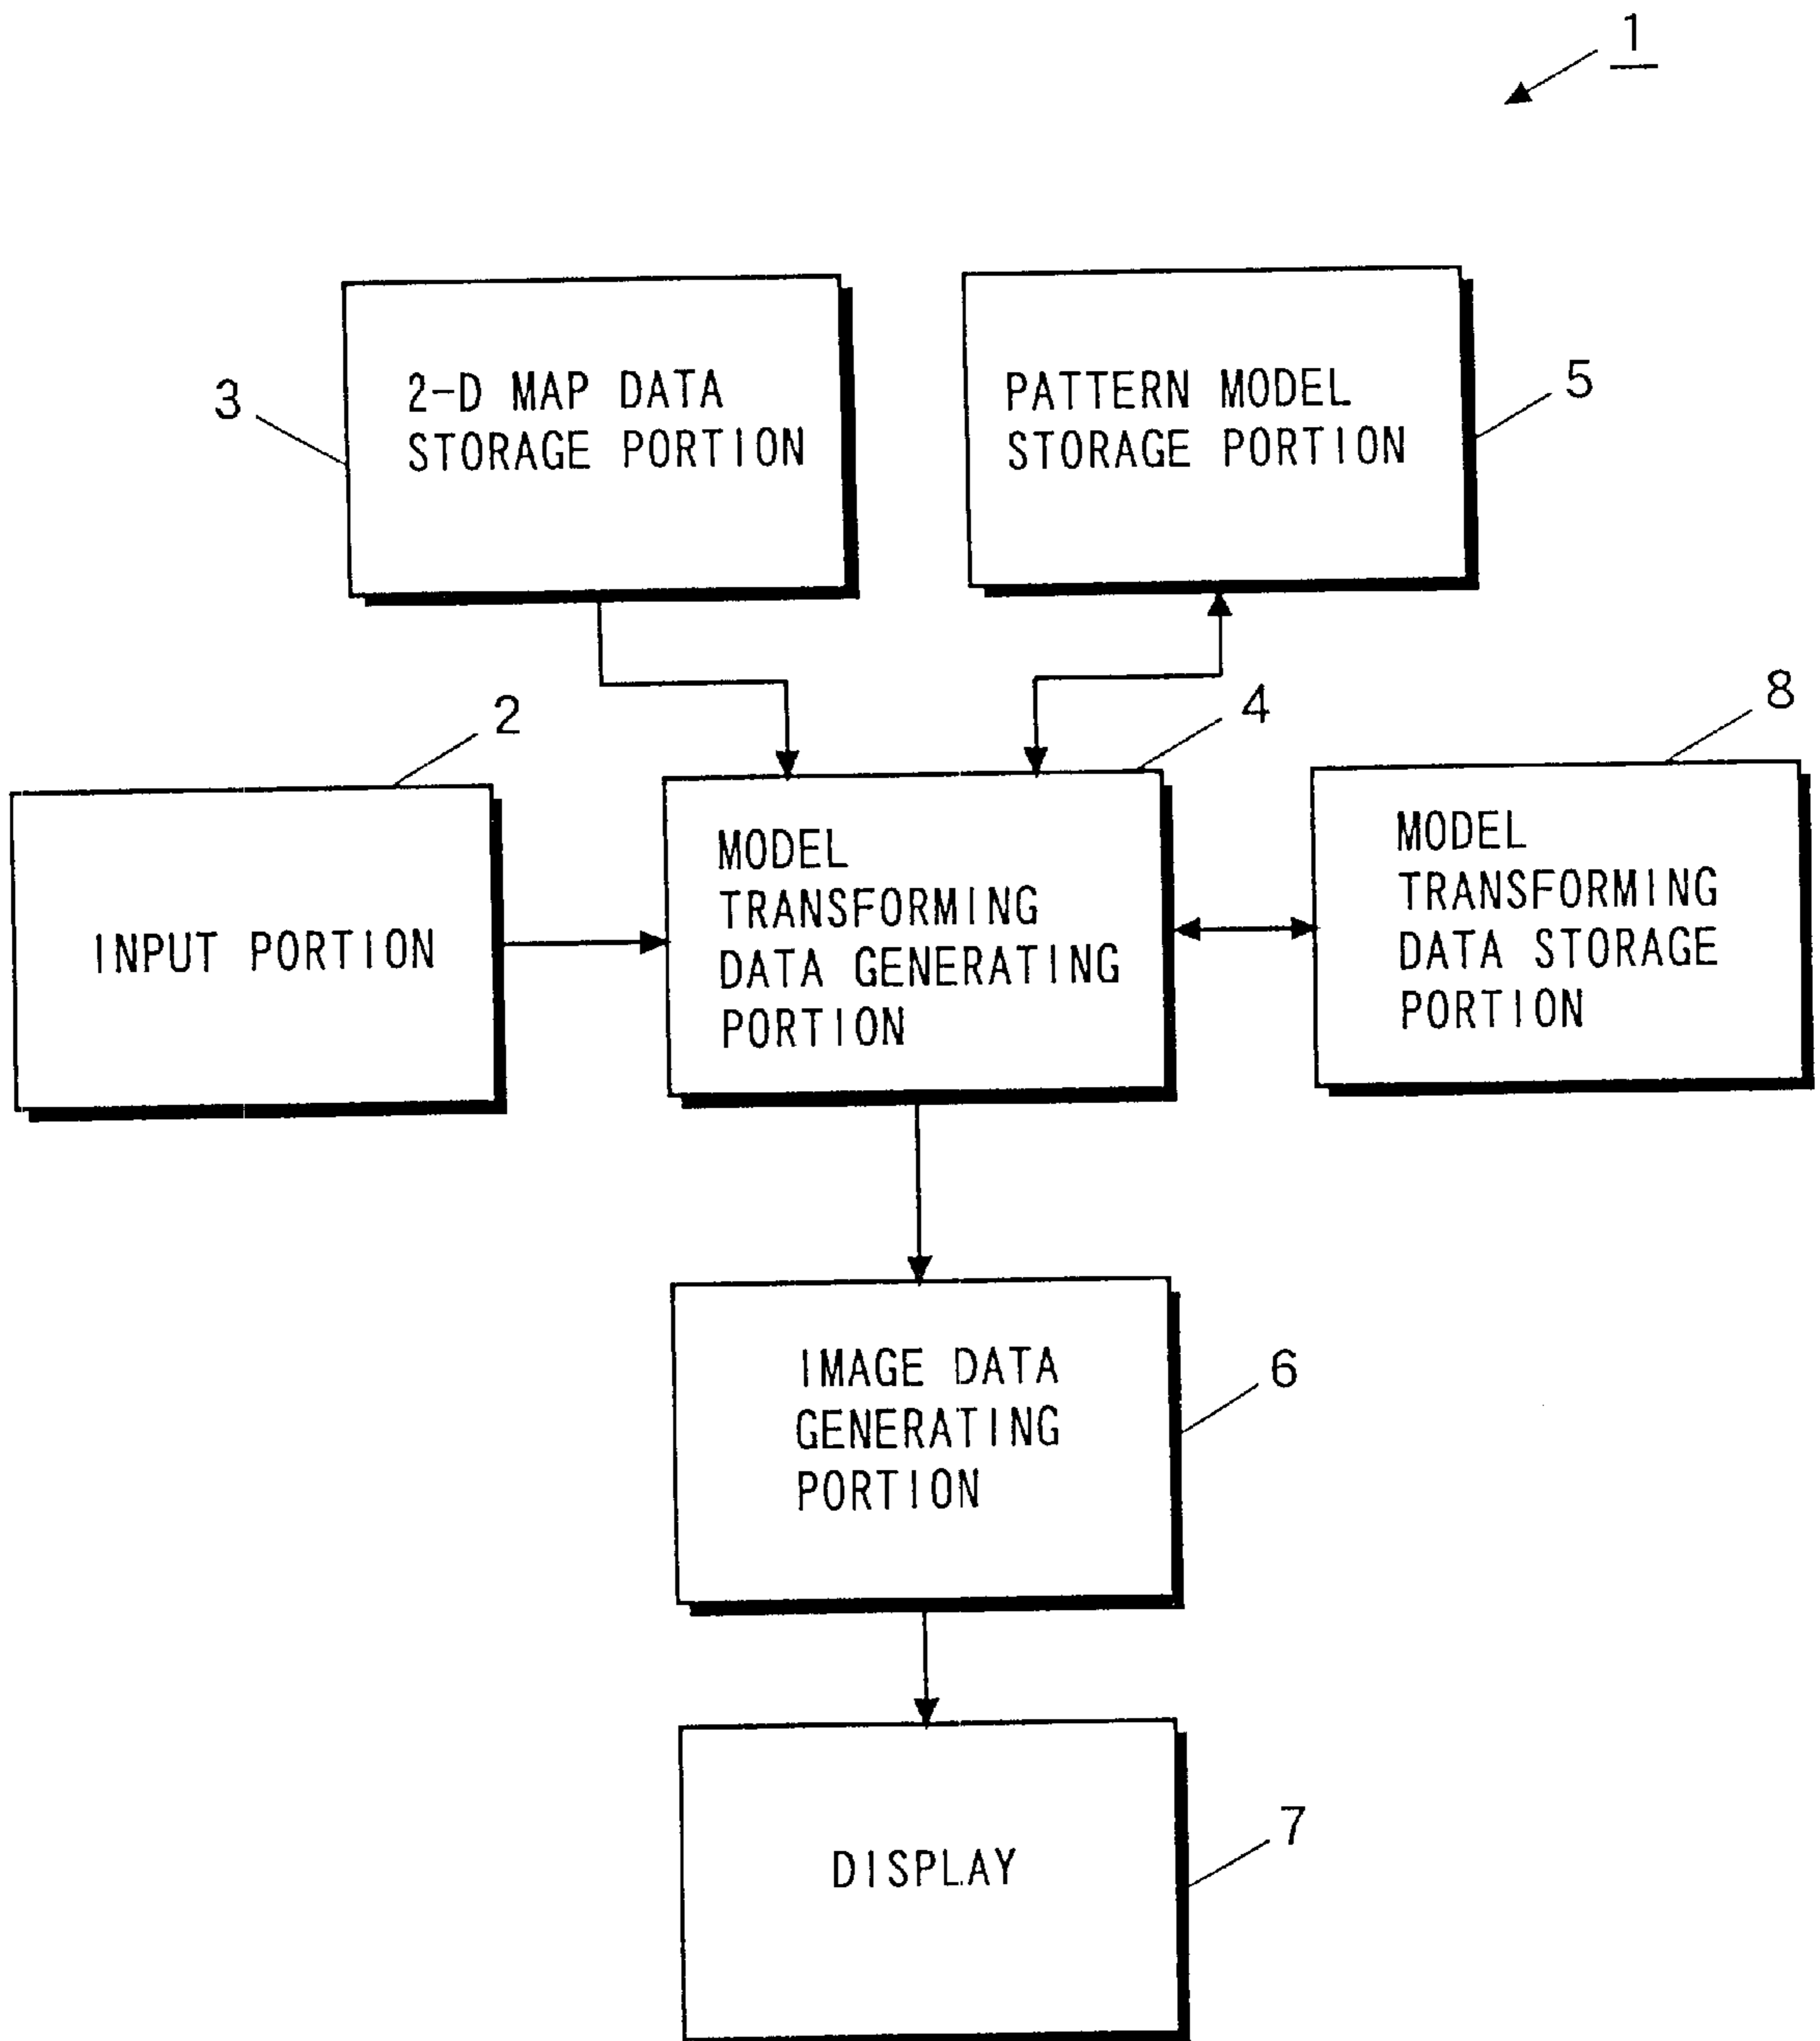 1
3
2-D MAP DATA
STORAGE PORTION
PATTERN MODEL
STORAGE PORTION
5
2
INPUT PORTION
4
MODEL
TRANSFORMING
DATA GENERATING
PORTION
8
MODEL
TRANSFORMING
DATA STORAGE
PORTION
IMAGE DATA
GENERATING
PORTION
6
DISPLAY
7